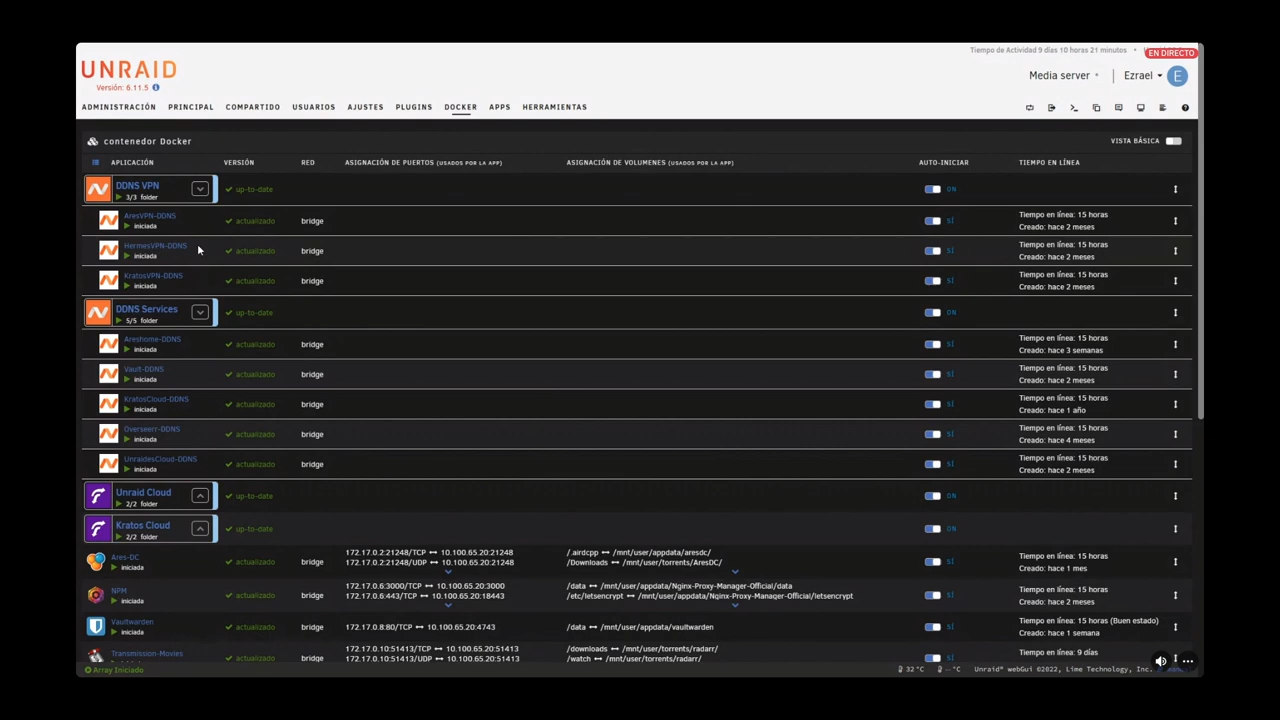 Tiempo de Actividad 9 días 10 horas 21 minutos •
EN DIRECTO
UNRAID
Versión: 6.11.5
Media server
Ezrael
E
ADMINISTRACIÓN PRINCIPAL COMPARTIDO USUARIOS AJUSTES PLUGINS DOCKER APPS HERRAMIENTAS
contenedor Docker
VISTA BÁSICA
APLICACIÓN VERSIÓN RED ASIGNACIÓN DE PUERTOS (USADOS POR LA APP) ASIGNACIÓN DE VOLUMENES (USADOS POR LA APP) AUTO-INICIAR TIEMPO EN LÍNEA
DDNS VPN up-to-date ON
3/3 folder
AresVPN-DDNS actualizado bridge SÍ Tiempo en línea: 15 horas
iniciada Creado: hace 2 meses
HermesVPN-DDNS actualizado bridge SÍ Tiempo en línea: 15 horas
iniciada Creado: hace 2 meses
KratosVPN-DDNS actualizado bridge SÍ Tiempo en línea: 15 horas
iniciada Creado: hace 2 meses
DDNS Services up-to-date ON
5/5 folder
Areshome-DDNS actualizado bridge SÍ Tiempo en línea: 15 horas
iniciada Creado: hace 3 semanas
Vault-DDNS actualizado bridge SÍ Tiempo en línea: 15 horas
iniciada Creado: hace 2 meses
KratosCloud-DDNS actualizado bridge SÍ Tiempo en línea: 15 horas
iniciada Creado: hace 1 año
Overseerr-DDNS actualizado bridge SÍ Tiempo en línea: 15 horas
iniciada Creado: hace 4 meses
UnraidesCloud-DDNS actualizado bridge SÍ Tiempo en línea: 15 horas
iniciada Creado: hace 2 meses
Unraid Cloud up-to-date ON
2/2 folder
Kratos Cloud up-to-date ON
2/2 folder
Ares-DC actualizado bridge 172.17.0.2:21248/TCP ↔ 10.100.65.20:21248 /.airdcpp ↔ /mnt/user/appdata/aresdc/ SÍ Tiempo en línea: 15 horas
iniciada 172.17.0.2:21248/UDP ↔ 10.100.65.20:21248 /Downloads ↔ /mnt/user/torrents/AresDC/ Creado: hace 1 mes
NPM actualizado bridge 172.17.0.6:3000/TCP ↔ 10.100.65.20:3000 /data ↔ /mnt/user/appdata/Nginx-Proxy-Manager-Official/data SÍ Tiempo en línea: 15 horas
iniciada 172.17.0.6:443/TCP ↔ 10.100.65.20:18443 /etc/letsencrypt ↔ /mnt/user/appdata/Nginx-Proxy-Manager-Official/letsencrypt Creado: hace 2 meses
Vaultwarden actualizado bridge 172.17.0.8:80/TCP ↔ 10.100.65.20:4743 /data ↔ /mnt/user/appdata/vaultwarden SÍ Tiempo en línea: 15 horas (Buen estado)
iniciada Creado: hace 1 semana
Transmission-Movies actualizado bridge 172.17.0.10:51413/TCP ↔ 10.100.65.20:51413 /downloads ↔ /mnt/user/torrents/radarr/ SÍ Tiempo en línea: 9 días
172.17.0.10:51413/UDP ↔ 10.100.65.20:51413 /watch ↔ /mnt/user/torrents/radarr/
Array Iniciado
32 °C -- °C Unraid® webGui ©2022, Lime Technology, Inc.